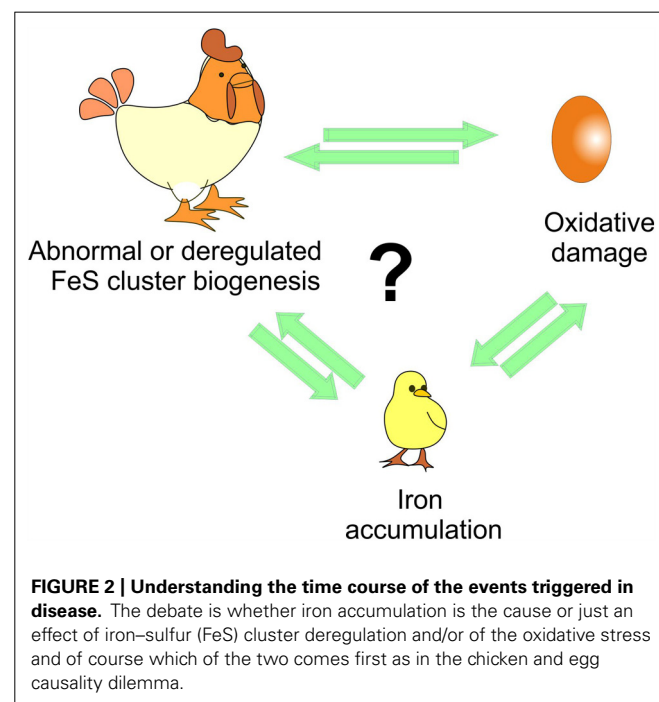 Abnormal or deregulated
FeS cluster biogenesis
Oxidative
damage
?
Iron
accumulation
FIGURE 2 | Understanding the time course of the events triggered in
disease. The debate is whether iron accumulation is the cause or just an
effect of iron–sulfur (FeS) cluster deregulation and/or of the oxidative stress
and of course which of the two comes first as in the chicken and egg
causality dilemma.